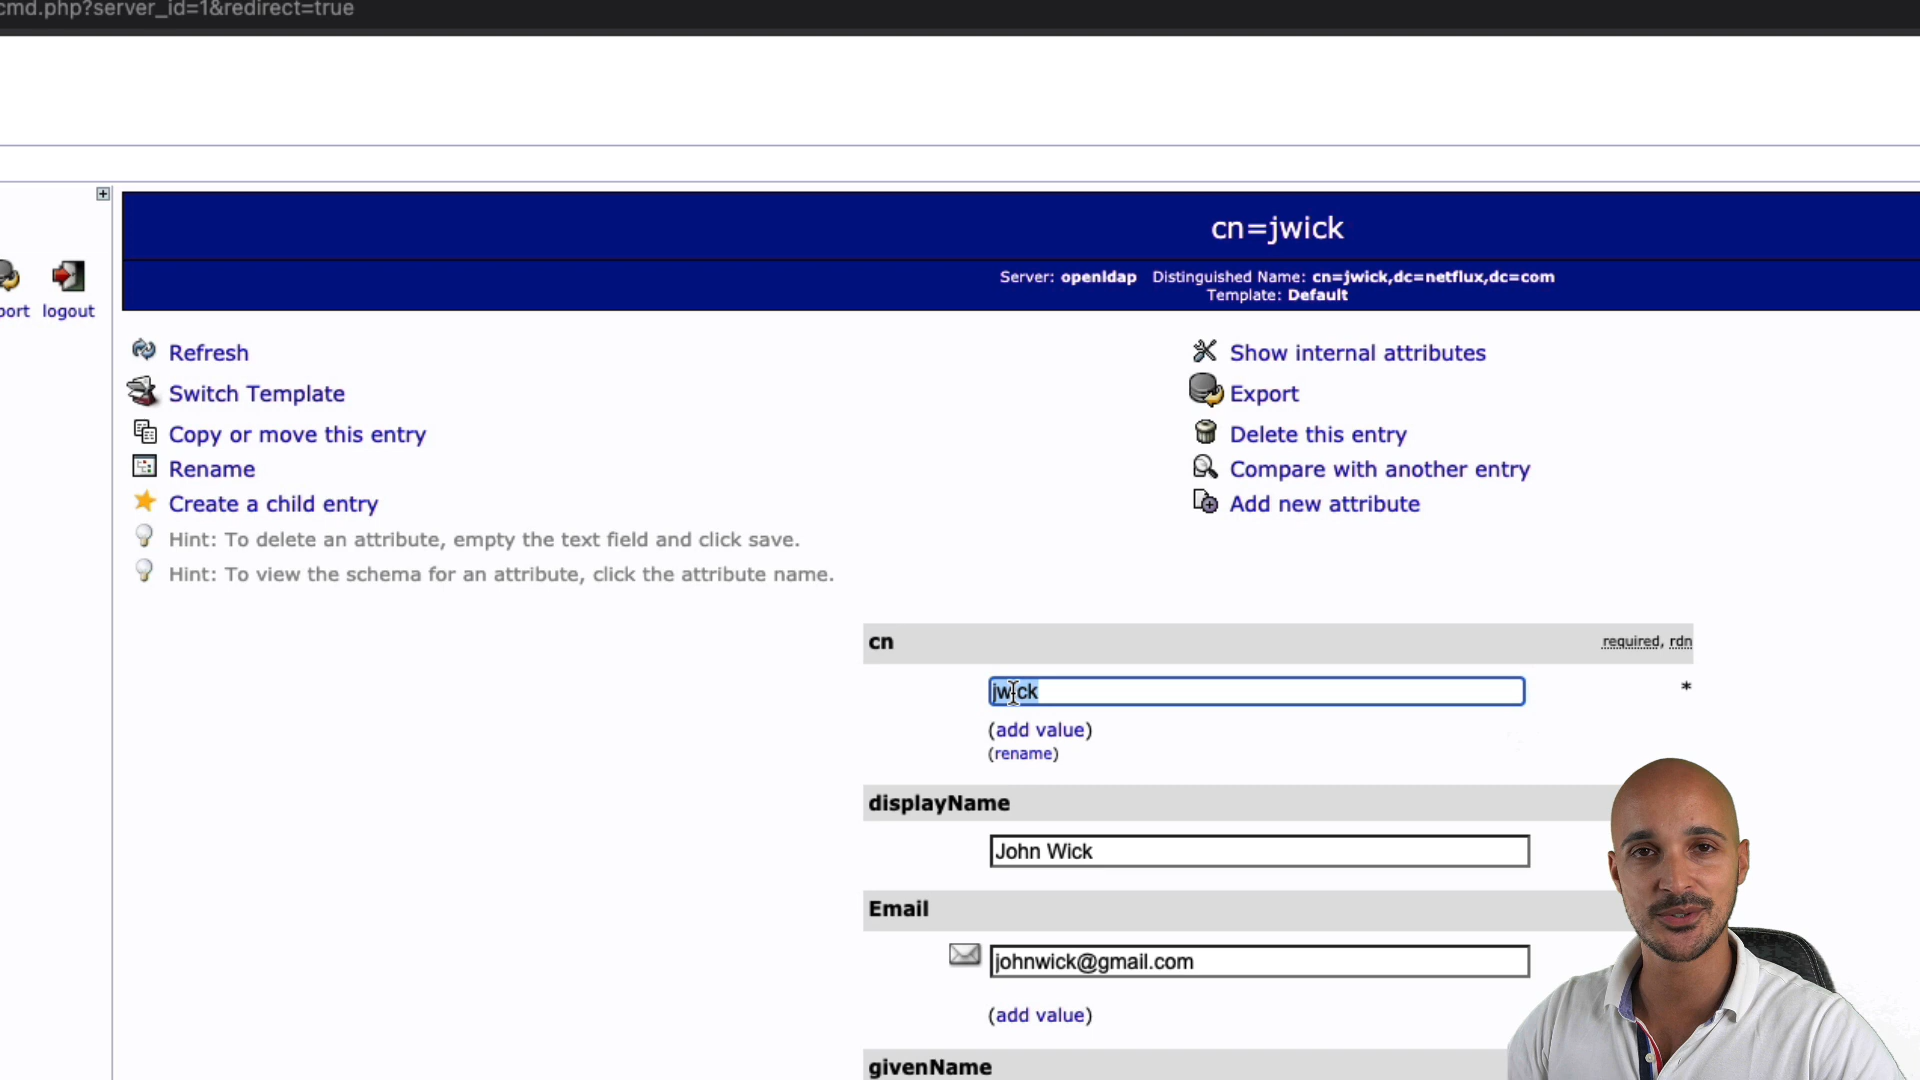 cmd.php?server_id=1&redirect=true
cn=jwick
Server: openldap Distinguished Name: cn=jwick,dc=netflux,dc=com
Template: Default
port logout
Refresh
Switch Template
Copy or move this entry
Rename
Create a child entry
Hint: To delete an attribute, empty the text field and click save.
Hint: To view the schema for an attribute, click the attribute name.
Show internal attributes
Export
Delete this entry
Compare with another entry
Add new attribute
cn required, rdn
jwick *
(add value)
(rename)
displayName
John Wick
Email
johnwick@gmail.com
(add value)
givenName